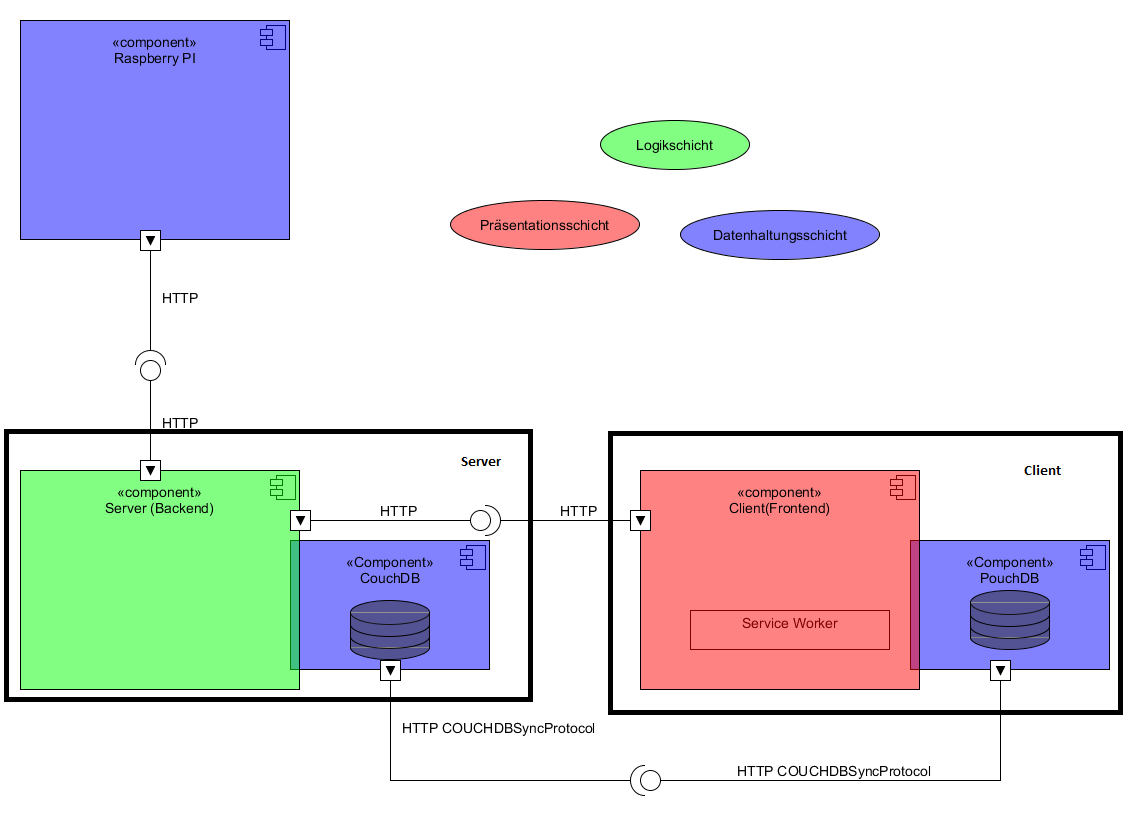 «component»
Raspberry PI
Logikschicht
Präsentationsschicht
Datenhaltungsschicht
HTTP
HTTP
Server
Client
«component»
Server (Backend)
HTTP
HTTP
«component»
Client(Frontend)
«Component»
CouchDB
«Component»
PouchDB
Service Worker
HTTP COUCHDBSyncProtocol
HTTP COUCHDBSyncProtocol